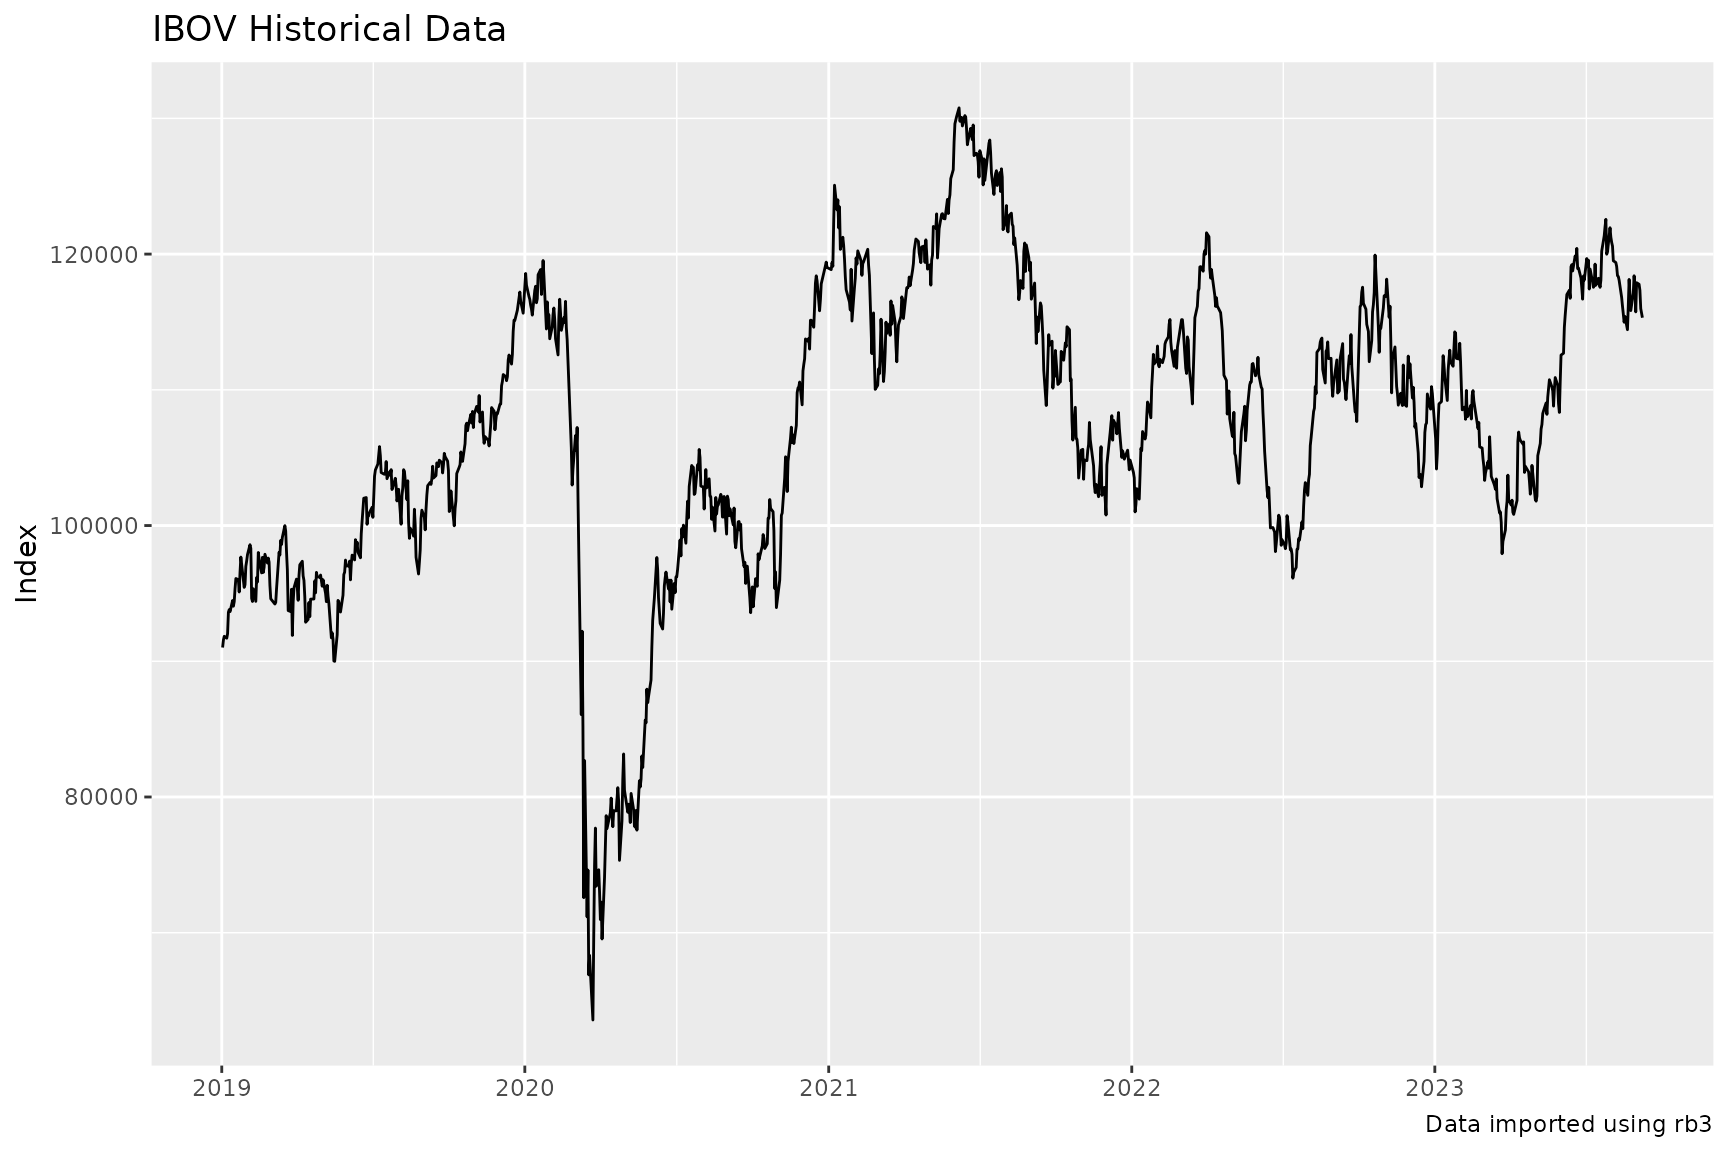 IBOV Historical Data
Index
120000
100000
80000
2019 2020 2021 2022 2023
Data imported using rb3